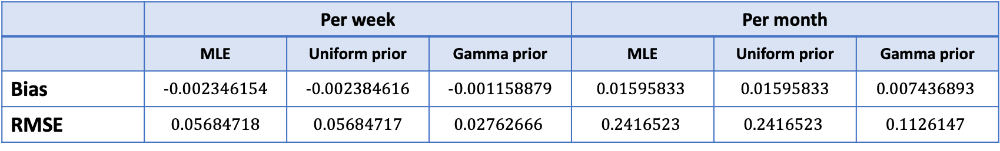 Per week Per month
MLE Uniform prior Gamma prior MLE Uniform prior Gamma prior
Bias -0.002346154 -0.002384616 -0.001158879 0.01595833 0.01595833 0.007436893
RMSE 0.05684718 0.05684717 0.02762666 0.2416523 0.2416523 0.1126147